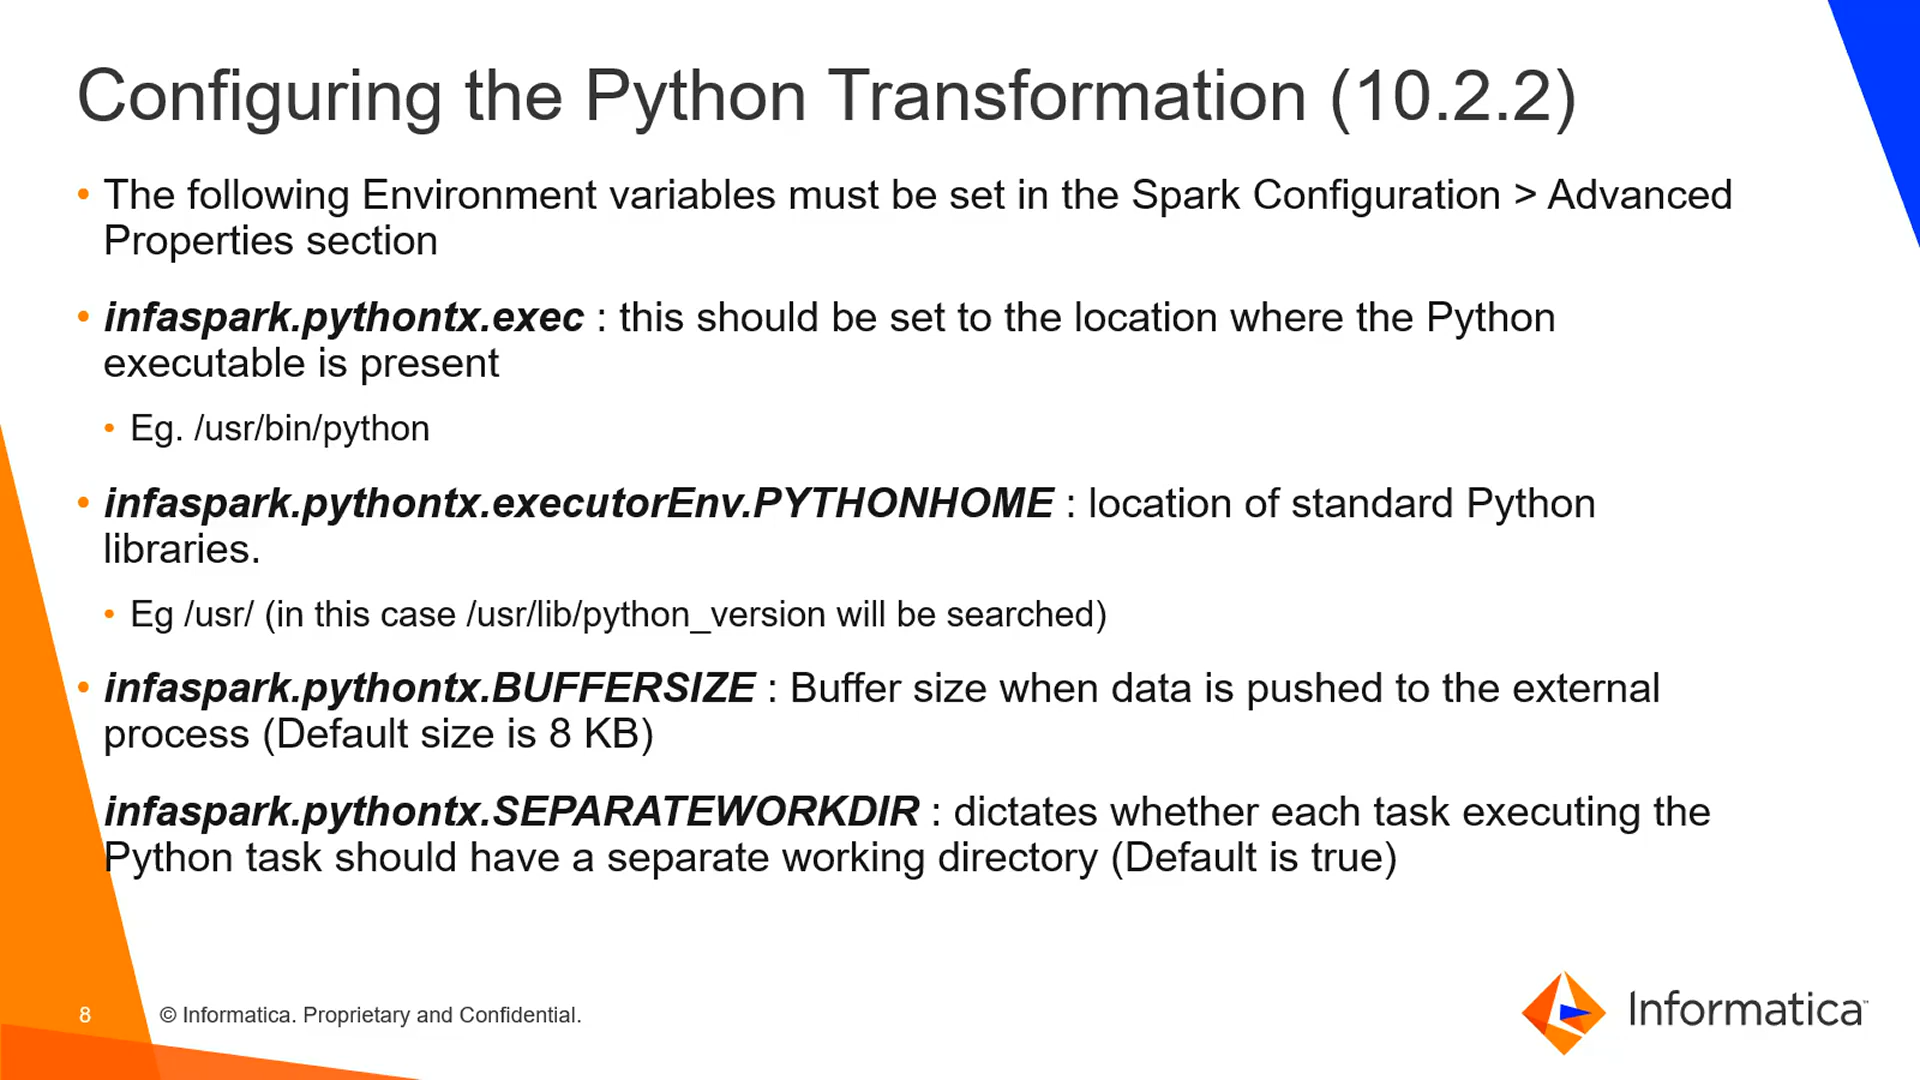 Configuring the Python Transformation (10.2.2)
• The following Environment variables must be set in the Spark Configuration > Advanced
Properties section
• infaspark.pythontx.exec : this should be set to the location where the Python
executable is present
• Eg. /usr/bin/python
• infaspark.pythontx.executorEnv.PYTHONHOME : location of standard Python
libraries.
• Eg /usr/ (in this case /usr/lib/python_version will be searched)
• infaspark.pythontx.BUFFERSIZE : Buffer size when data is pushed to the external
process (Default size is 8 KB)
infaspark.pythontx.SEPARATEWORKDIR : dictates whether each task executing the
Python task should have a separate working directory (Default is true)
8
© Informatica. Proprietary and Confidential.
Informatica™